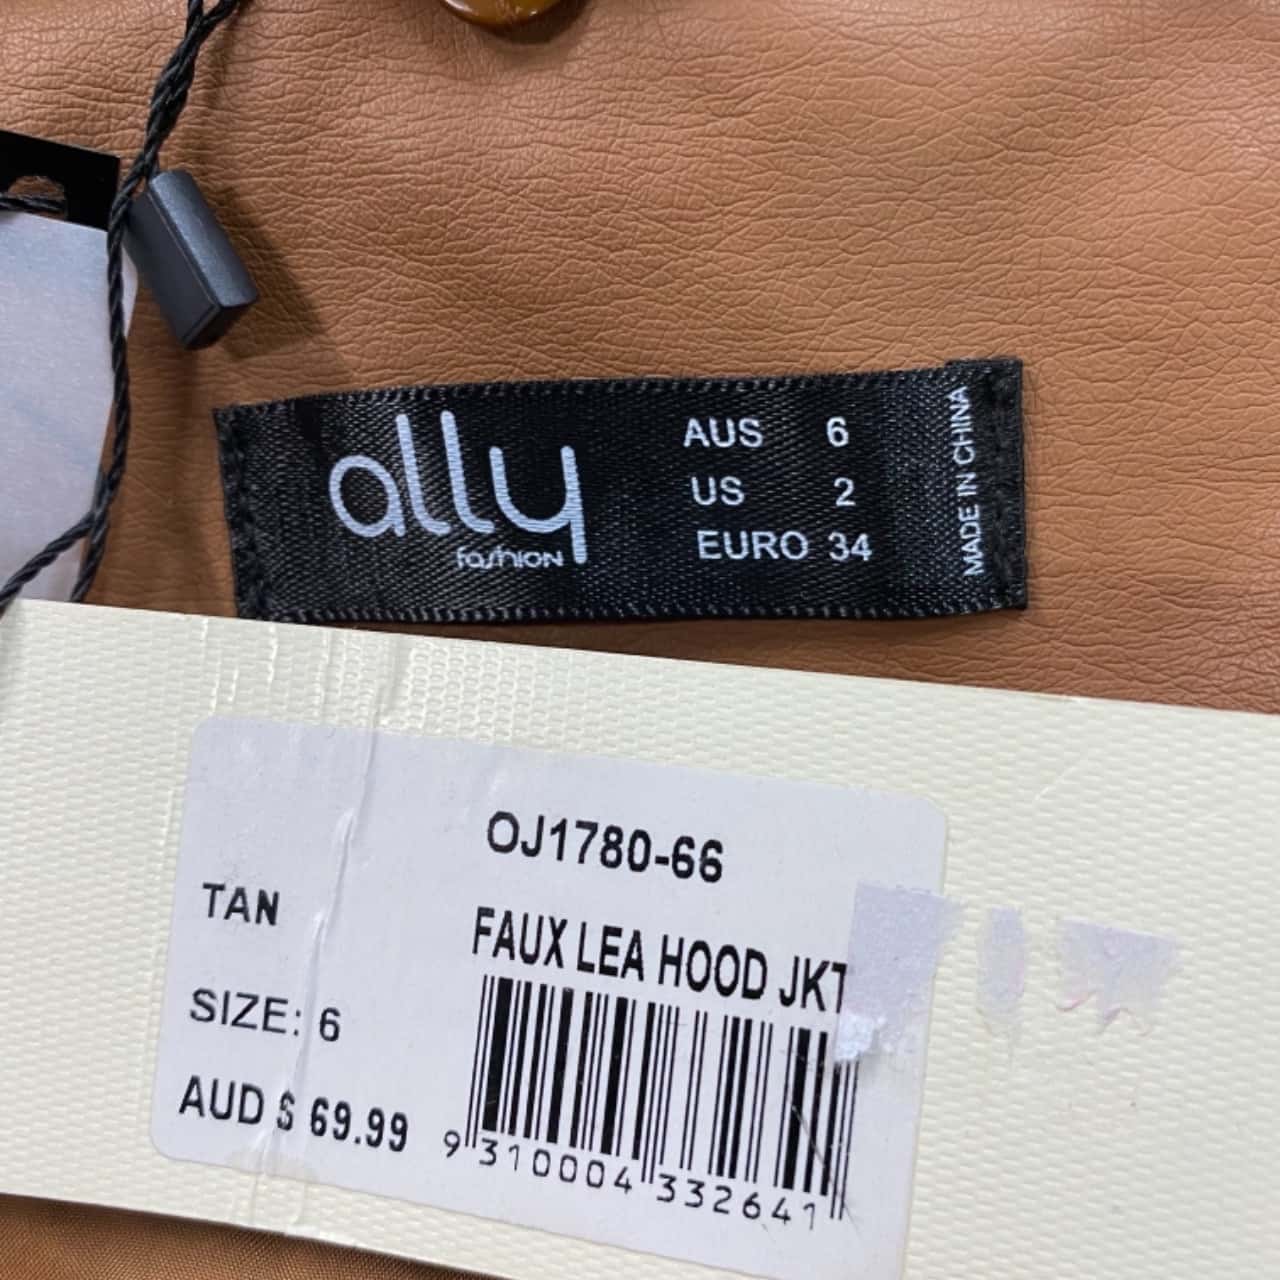 ally
fashion
AUS 6
US 2
EURO 34
MADE IN CHINA
OJ1780-66
TAN
FAUX LEA HOOD JKT
SIZE: 6
AUD $ 69.99
9 310004 332641